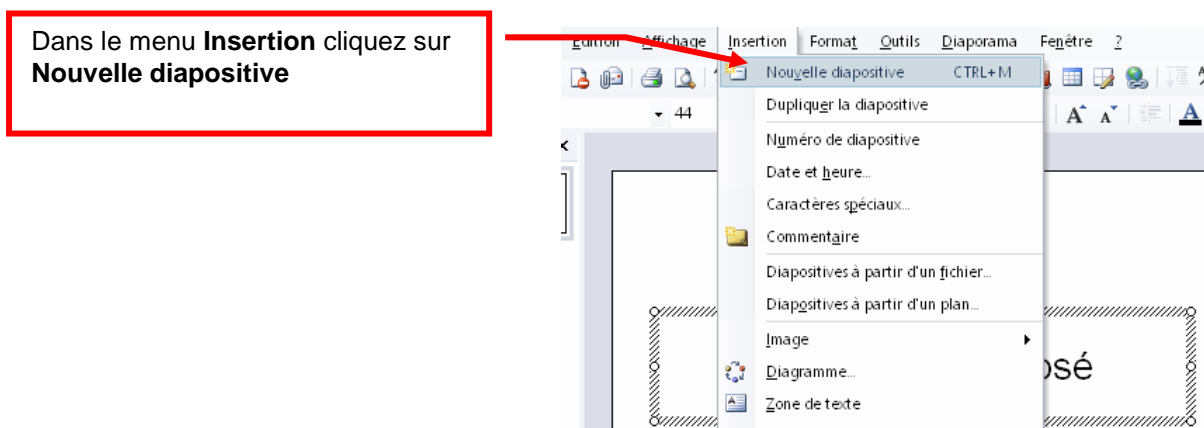 Dans le menu Insertion cliquez sur
Nouvelle diapositive
Edition Affichage Insertion Format Outils Diaporama Fenêtre ?
Nouvelle diapositive CTRL+M
44 Dupliquer la diapositive
Numéro de diapositive
Date et heure...
Caractères spéciaux...
Commentaire
Diapositives à partir d'un fichier...
Diapositives à partir d'un plan...
Image
osé
Diagramme...
Zone de texte